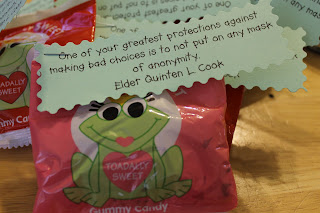 One of your greatest protections against
making bad choices is to not put on any mask
of anonymity.
Elder Quinten L. Cook
TOADALLY
SWEET
Gummy Candy
TOADALLY
SWEET
Gummy Candy